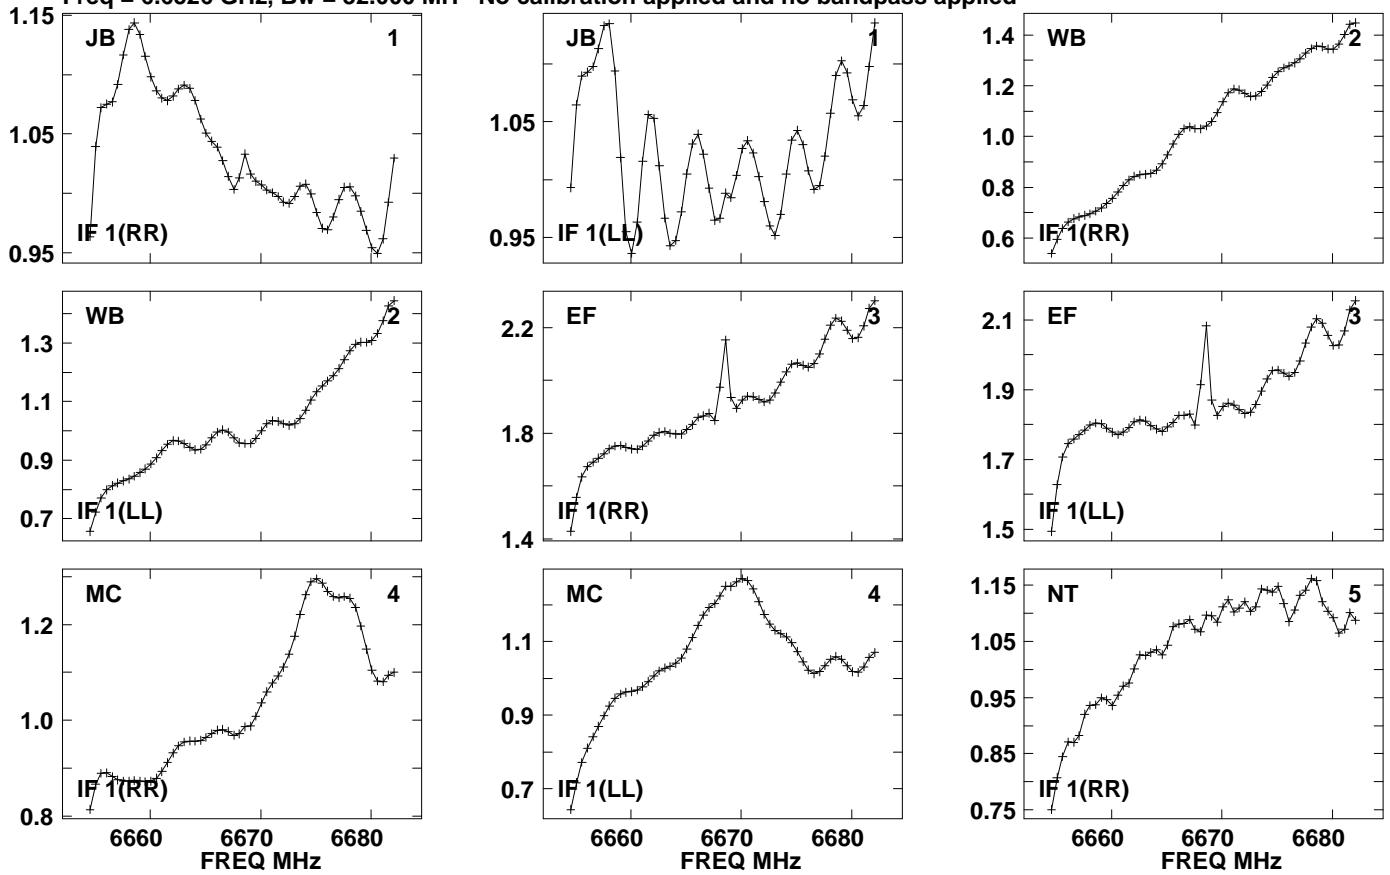 Freq = GHz, Bw = No calibration applied and no bandpass applied
1.15
1.05
0.95
JB 1
IF 1(RR)
1.05
0.95
JB 1
IF 1(LL)
1.4
1.2
1.0
0.8
0.6
WB 2
IF 1(RR)
1.3
1.1
0.9
0.7
WB 2
IF 1(LL)
2.2
1.8
1.4
EF 3
IF 1(RR)
2.1
1.9
1.7
1.5
EF 3
IF 1(LL)
1.2
1.0
0.8
MC 4
IF 1(RR)
6660 6670 6680
FREQ MHz
1.1
0.9
0.7
MC 4
IF 1(LL)
6660 6670 6680
FREQ MHz
1.15
1.05
0.95
0.85
0.75
NT 5
IF 1(RR)
6660 6670 6680
FREQ MHz